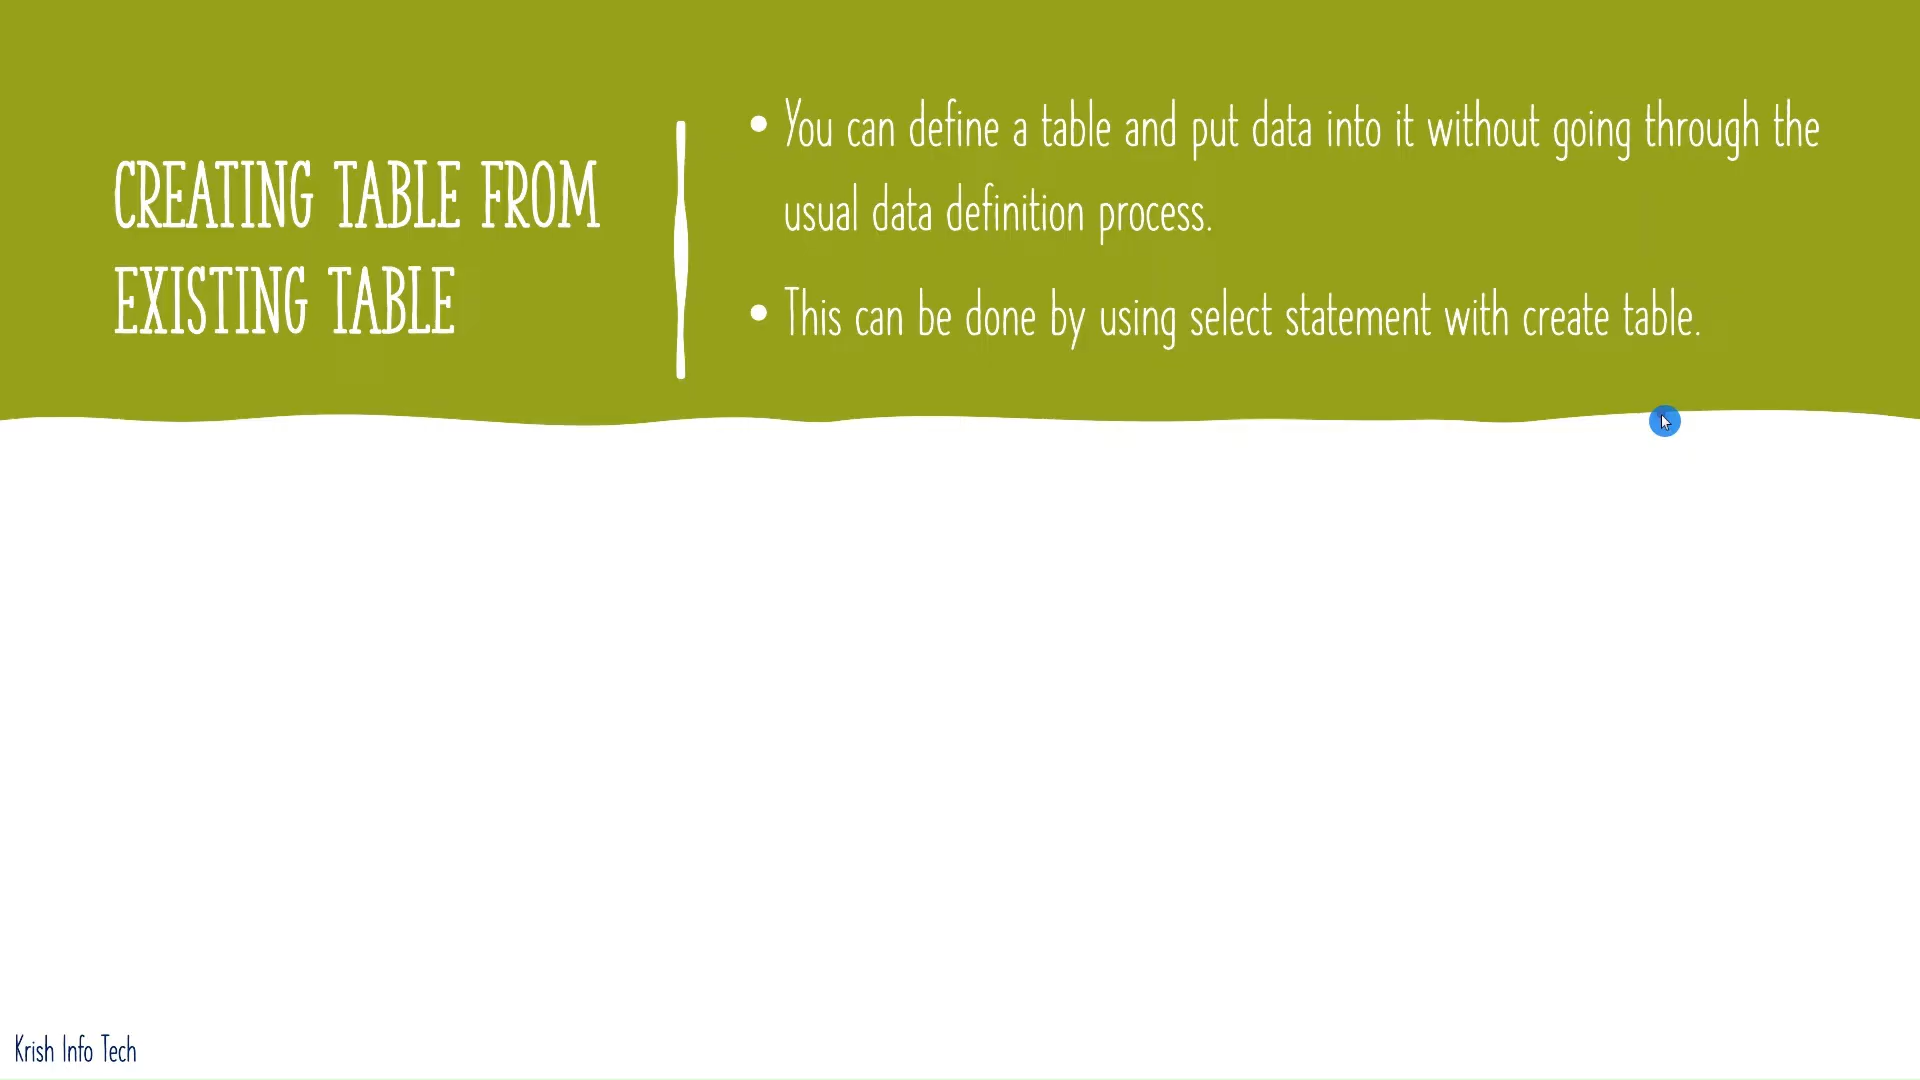 CREATING TABLE FROM
EXISTING TABLE
• You can define a table and put data into it without going through the
usual data definition process.
• This can be done by using select statement with create table.
Krish Info Tech